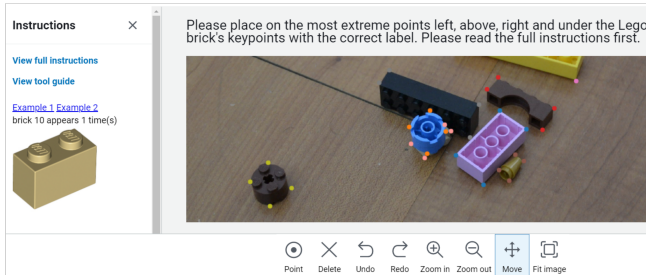 Instructions ×
View full instructions
View tool guide
Example 1 Example 2
brick 10 appears 1 time(s)
Please place on the most extreme points left, above, right and under the Lego
brick's keypoints with the correct label. Please read the full instructions first.
Point Delete Undo Redo Zoom in Zoom out Move Fit image